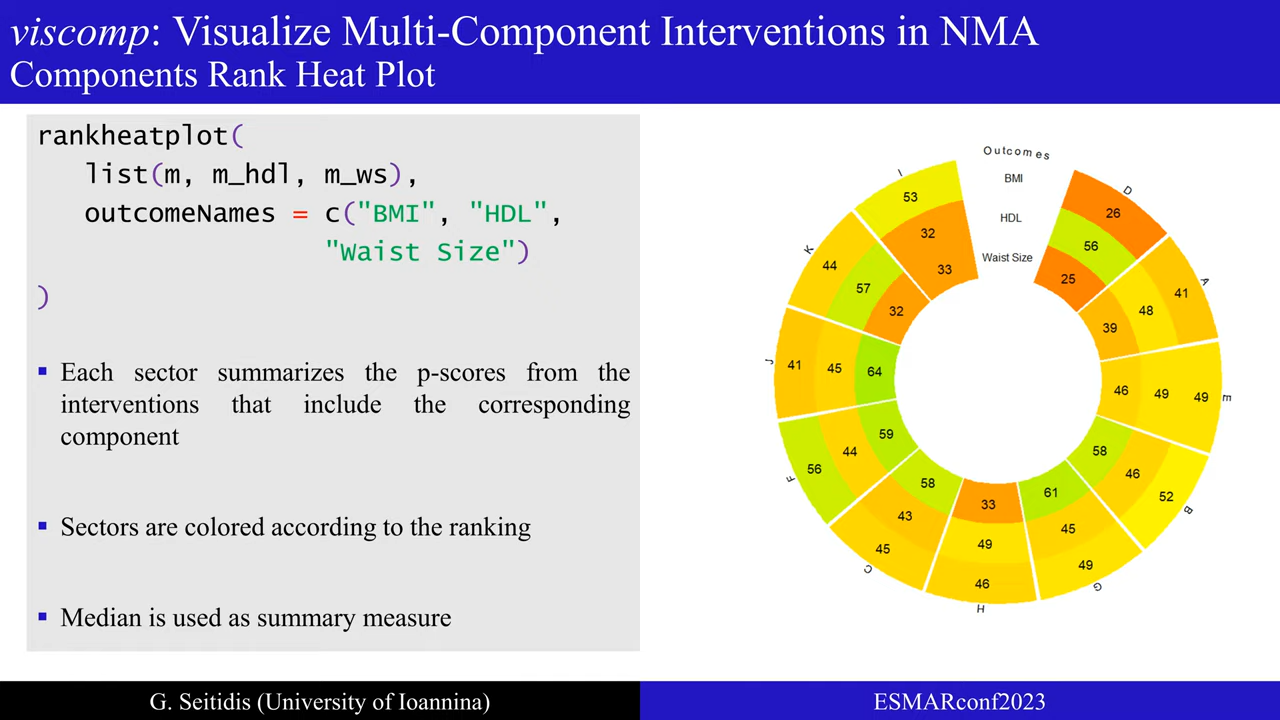 viscomp: Visualize Multi-Component Interventions in NMA
Components Rank Heat Plot
rankheatplot(
list(m, m_hdl, m_ws),
outcomeNames = c("BMI", "HDL",
"Waist Size")
)
▪ Each sector summarizes the p-scores from the
interventions that include the corresponding
component
▪ Sectors are colored according to the ranking
▪ Median is used as summary measure
Outcomes
BMI
HDL
Waist Size
D
26
56
25
A
41
48
39
E
49
49
46
B
52
46
58
G
49
45
61
H
46
49
33
C
45
43
58
F
56
44
59
J
41
45
64
K
44
57
32
I
53
32
33
G. Seitidis (University of Ioannina)
ESMARconf2023